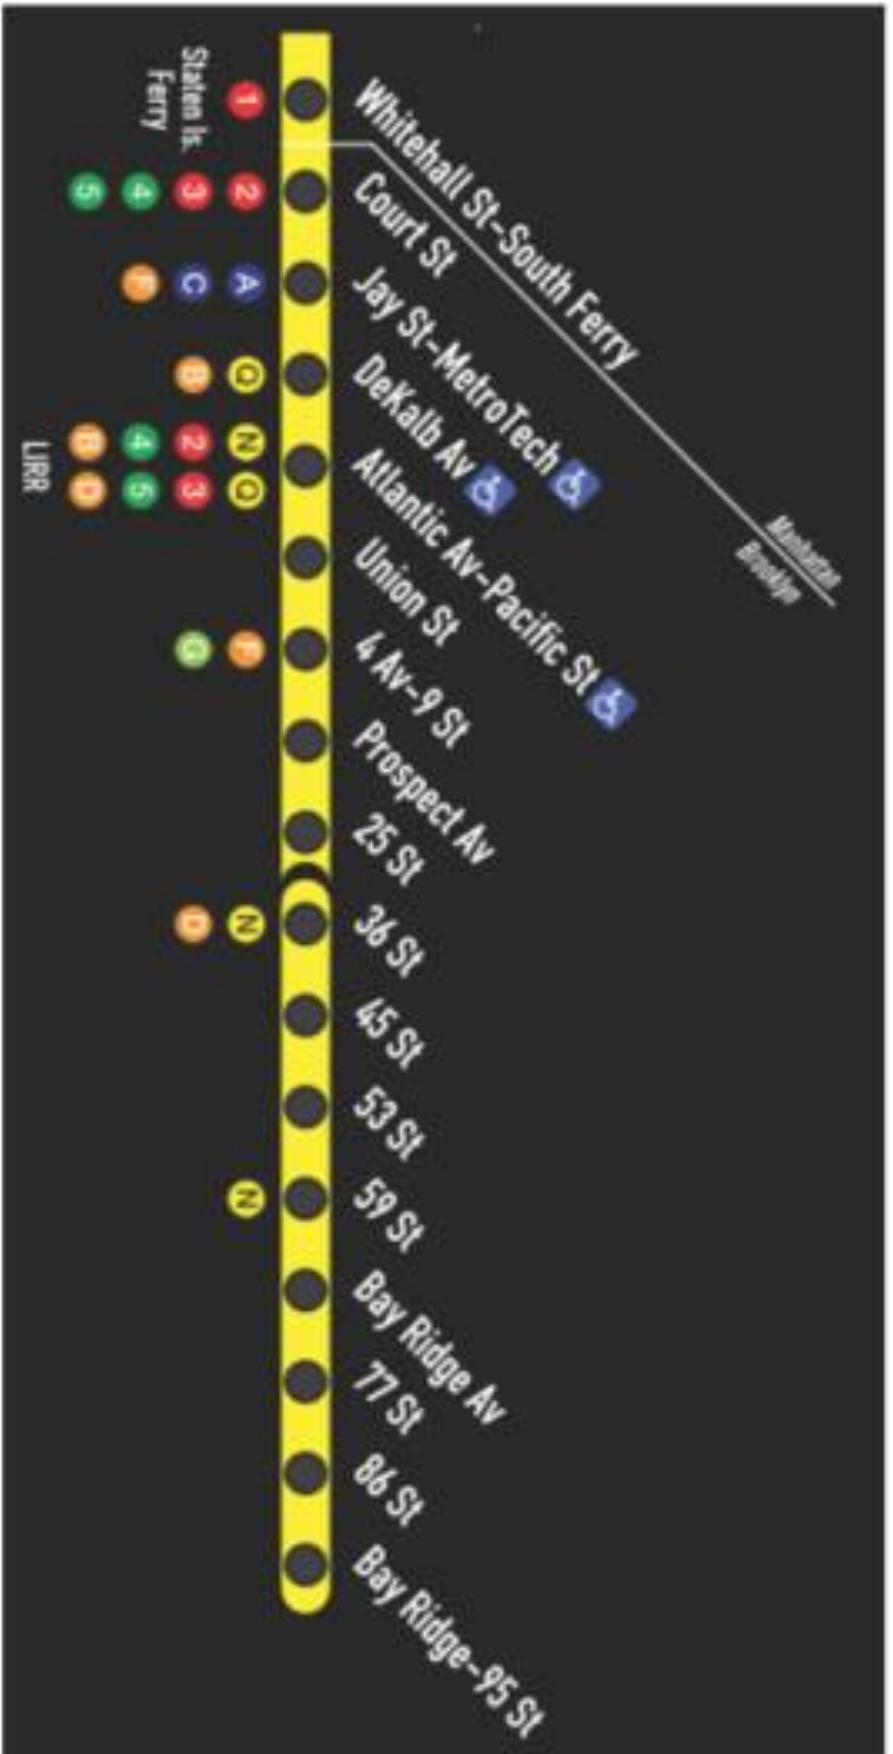 Whitehall St-South Ferry
1
Staten Is.
Ferry
Manhattan
Brooklyn
Court St
2 3 4 5
Jay St-MetroTech
A C F
DeKalb Av
Q B
Atlantic Av-Pacific St
N 2 4 B
Q 3 5 D
LIRR
Union St
4 Av-9 St
F G
Prospect Av
25 St
36 St
N D
45 St
53 St
59 St
N
Bay Ridge Av
77 St
86 St
Bay Ridge-95 St